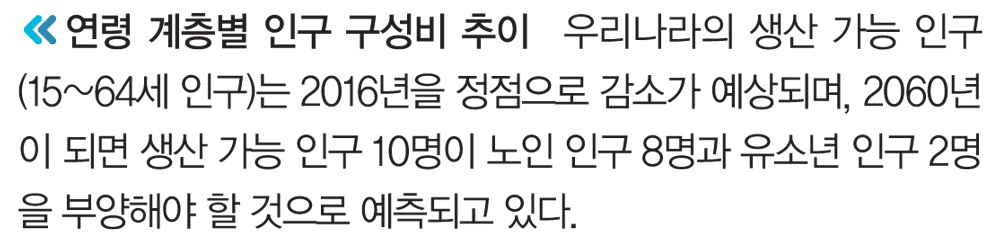 ≪ 연령 계층별 인구 구성비 추이 우리나라의 생산 가능 인구
(15~64세 인구)는 2016년을 정점으로 감소가 예상되며, 2060년
이 되면 생산 가능 인구 10명이 노인 인구 8명과 유소년 인구 2명
을 부양해야 할 것으로 예측되고 있다.